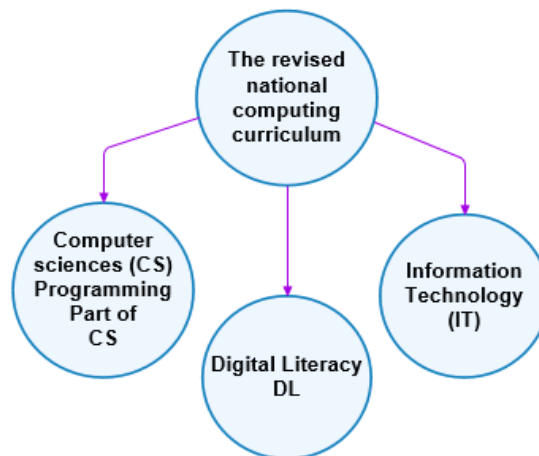 The revised
national
computing
curriculum
Computer
sciences (CS)
Programming
Part of
CS
Digital Literacy
DL
Information
Technology
(IT)